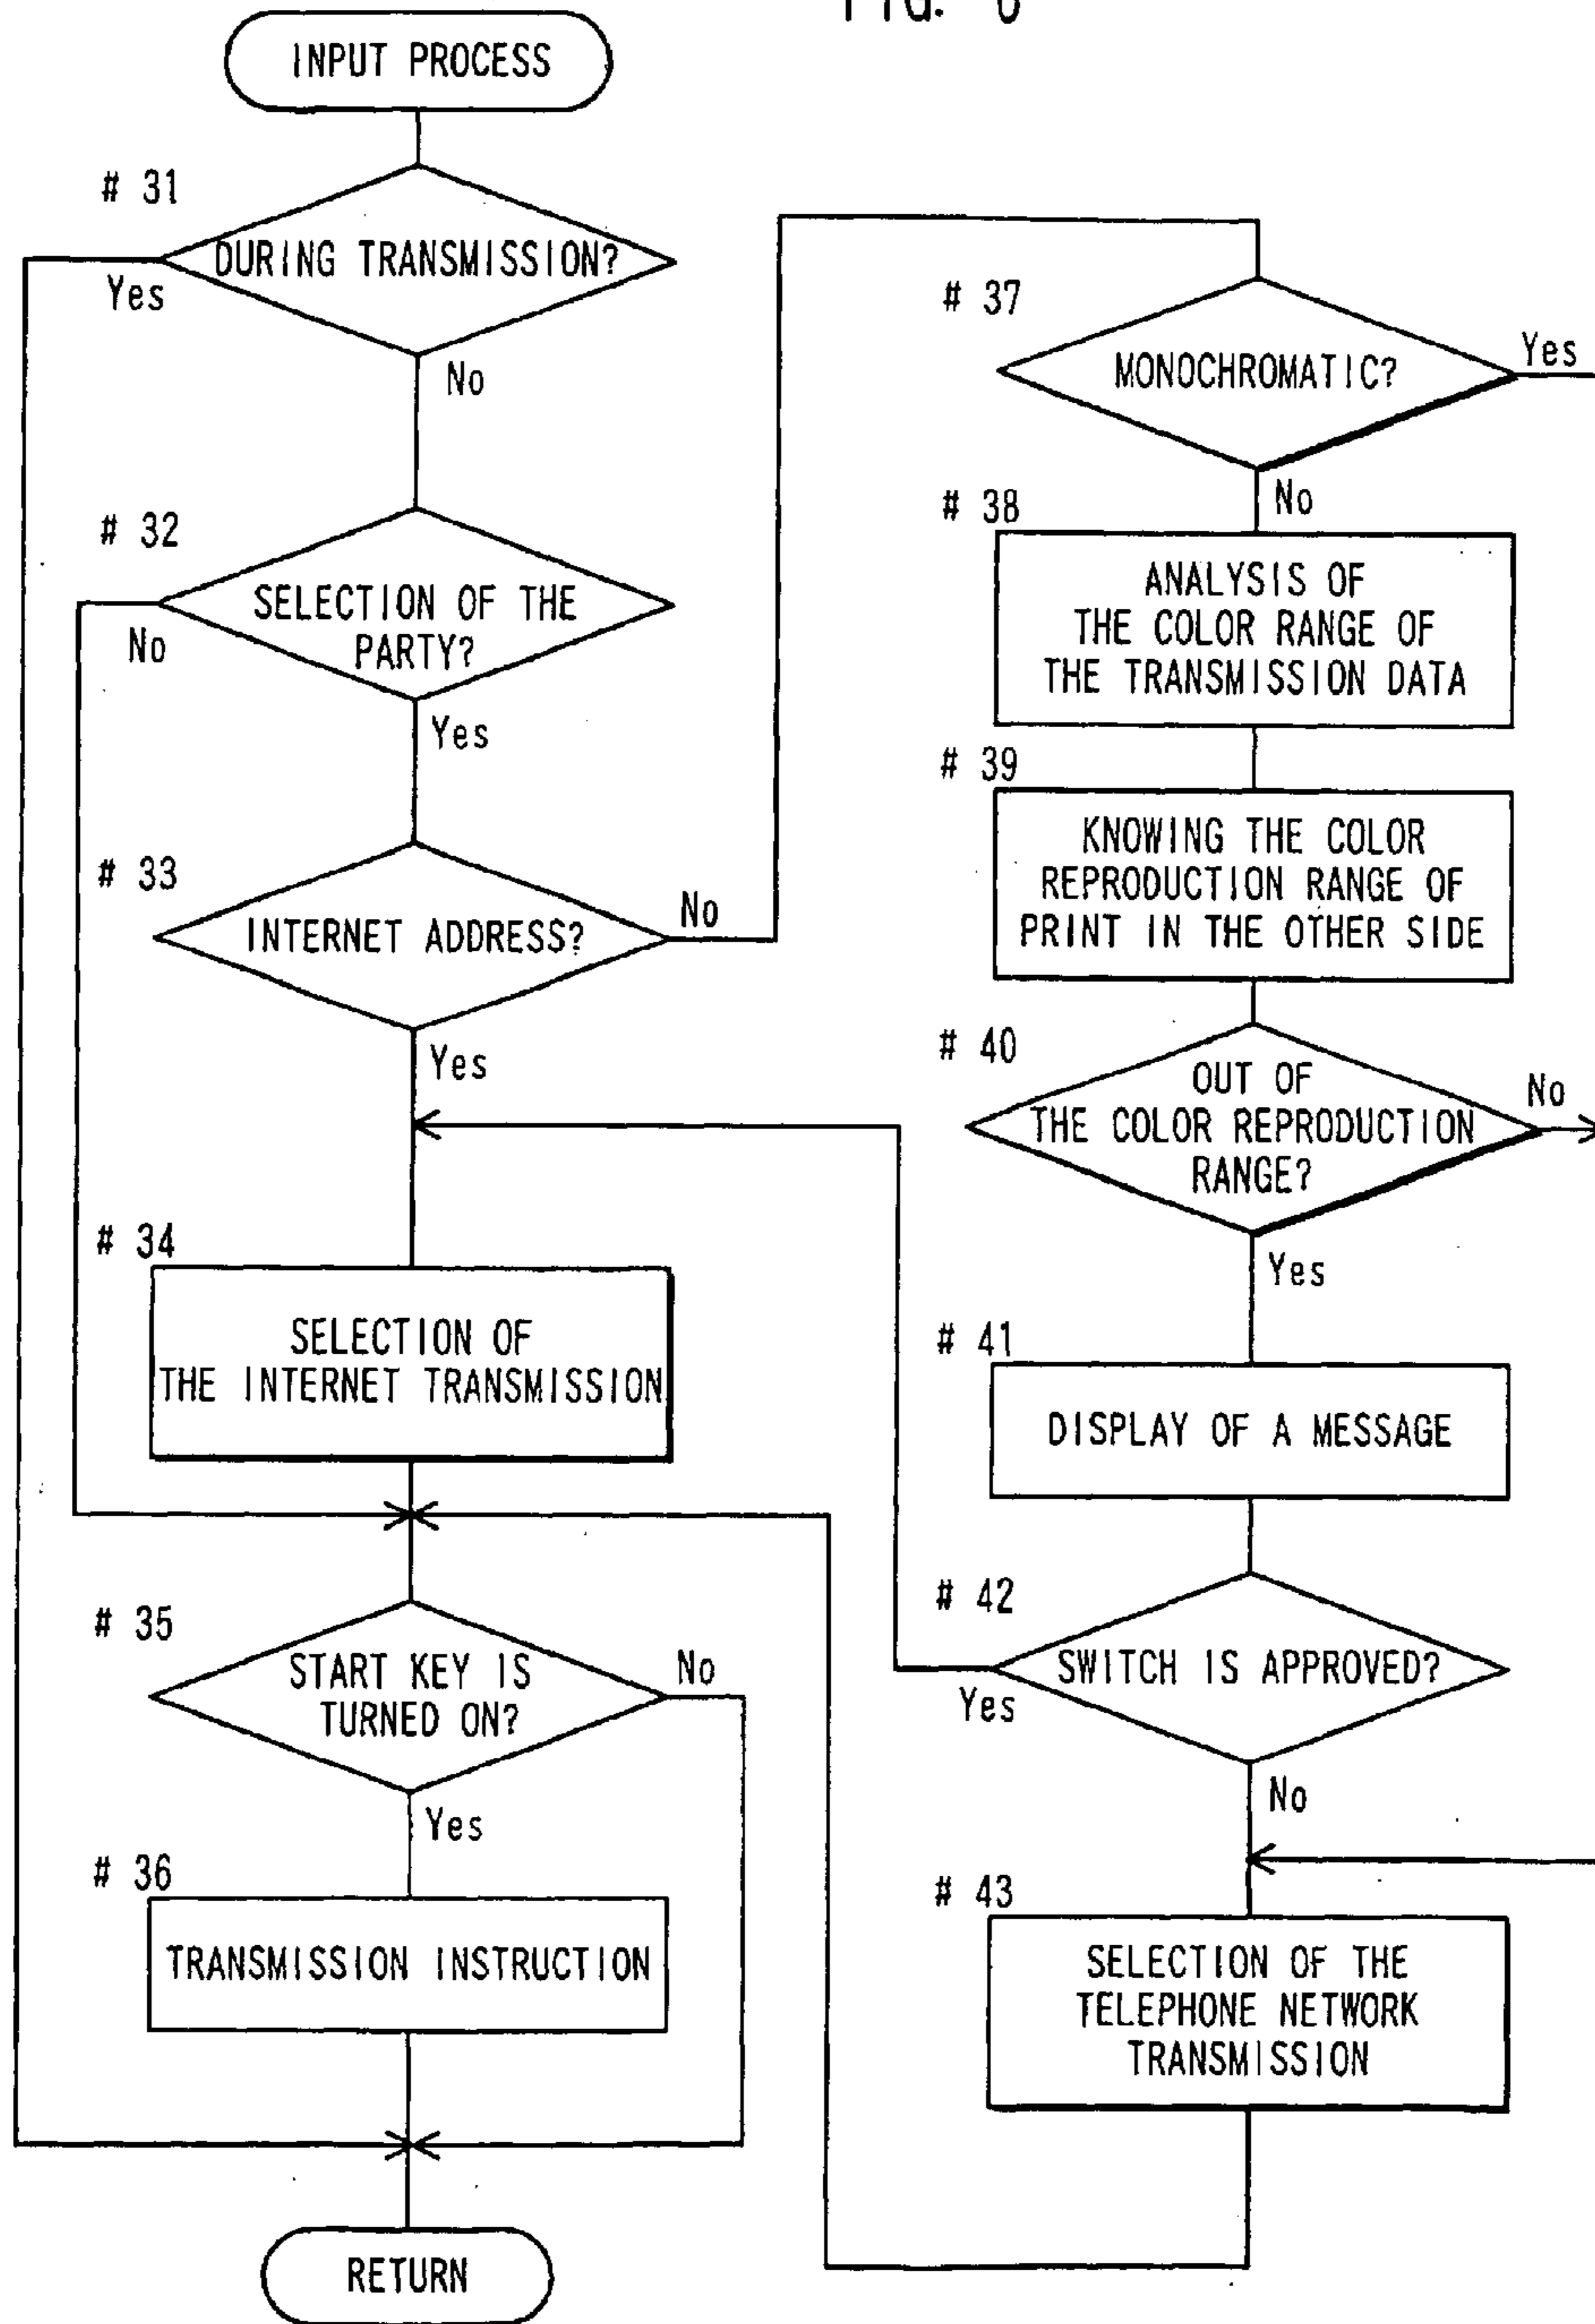 INPUT PROCESS
# 31
DURING TRANSMISSION?
Yes
No
# 32
SELECTION OF THE
PARTY?
No
Yes
# 33
INTERNET ADDRESS?
No
Yes
# 34
SELECTION OF
THE INTERNET TRANSMISSION
# 35
START KEY IS
TURNED ON?
No
Yes
# 36
TRANSMISSION INSTRUCTION
RETURN
# 37
MONOCHROMATIC?
Yes
No
# 38
ANALYSIS OF
THE COLOR RANGE OF
THE TRANSMISSION DATA
# 39
KNOWING THE COLOR
REPRODUCTION RANGE OF
PRINT IN THE OTHER SIDE
# 40
OUT OF
THE COLOR REPRODUCTION
RANGE?
No
Yes
# 41
DISPLAY OF A MESSAGE
# 42
SWITCH IS APPROVED?
Yes
No
# 43
SELECTION OF THE
TELEPHONE NETWORK
TRANSMISSION